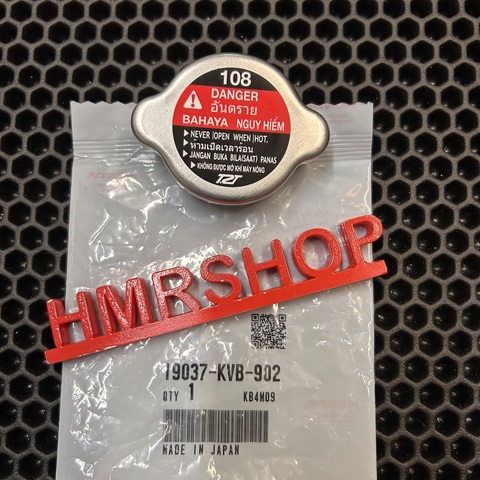 108
DANGER
อันตราย
BAHAYA NGUY HIỂM
NEVER OPEN WHEN HOT.
ห้ามเปิดเวลาร้อน
JANGAN BUKA BILA(SAAT) PANAS
KHÔNG ĐƯỢC MỞ KHI MÁY NÓNG
TRT
HMRSHOP
19037-KVB-902
QTY 1 KB4M09
MADE IN JAPAN